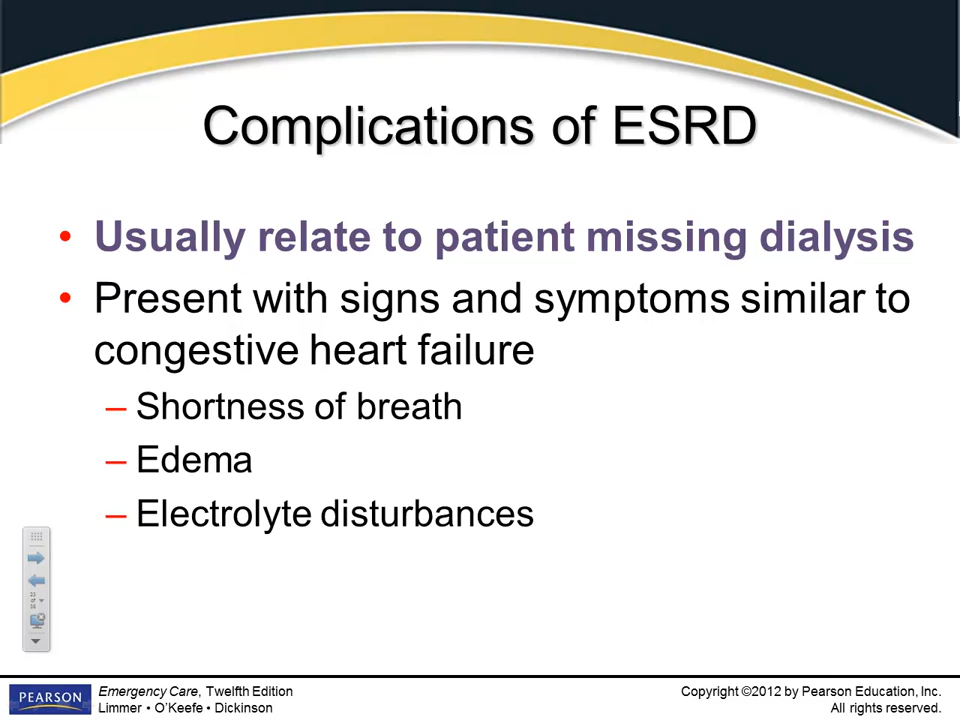 Complications of ESRD
• Usually relate to patient missing dialysis
• Present with signs and symptoms similar to
congestive heart failure
– Shortness of breath
– Edema
– Electrolyte disturbances
of
PEARSON
Emergency Care, Twelfth Edition
Limmer • O’Keefe • Dickinson
Copyright ©2012 by Pearson Education, Inc.
All rights reserved.